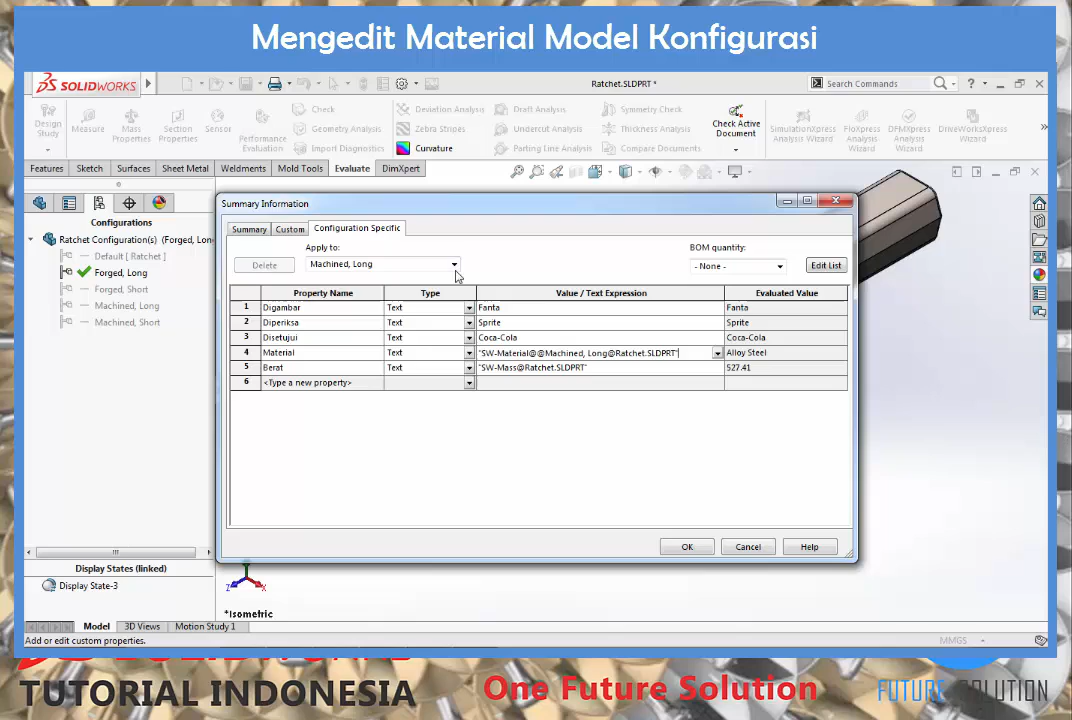 Mengedit Material Model Konfigurasi
SOLIDWORKS
Ratchet.SLDPRT *
Search Commands
Design Study
Measure
Mass Properties
Section Properties
Sensor
Performance Evaluation
Check
Geometry Analysis
Import Diagnostics
Deviation Analysis
Zebra Stripes
Curvature
Draft Analysis
Undercut Analysis
Parting Line Analysis
Symmetry Check
Thickness Analysis
Compare Documents
Check Active Document
SimulationXpress Analysis Wizard
FloXpress Analysis Wizard
DFMXpress Analysis Wizard
DriveWorksXpress Wizard
Features Sketch Surfaces Sheet Metal Weldments Mold Tools Evaluate DimXpert
Configurations
Ratchet Configuration(s) (Forged, Lon
Default [ Ratchet ]
Forged, Long
Forged, Short
Machined, Long
Machined, Short
Display States (linked)
Display State-3
Summary Information
Summary Custom Configuration Specific
Apply to:
BOM quantity:
Delete
Machined, Long
- None -
Edit List
Property Name Type Value / Text Expression Evaluated Value
1 Digambar Text Fanta Fanta
2 Diperiksa Text Sprite Sprite
3 Disetujui Text Coca-Cola Coca-Cola
4 Material Text "SW-Material@@Machined, Long@Ratchet.SLDPRT" Alloy Steel
5 Berat Text "SW-Mass@Ratchet.SLDPRT" 527.41
6 <Type a new property>
OK Cancel Help
Z X
*Isometric
Model 3D Views Motion Study 1
Add or edit custom properties.
MMGS -
TUTORIAL INDONESIA
One Future Solution
FUTURE SOLUTION